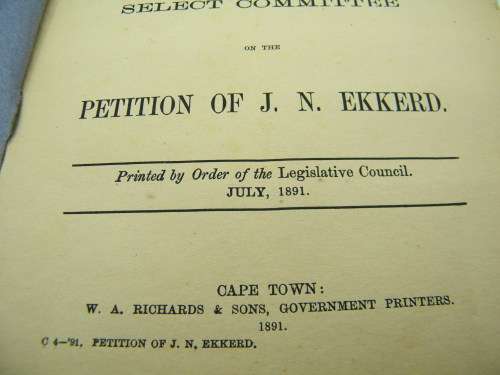 SELECT COMMITTEE
ON THE
PETITION OF J. N. EKKERD.
Printed by Order of the Legislative Council.
JULY, 1891.
CAPE TOWN:
W. A. RICHARDS & SONS, GOVERNMENT PRINTERS.
1891.
C 4—'91. PETITION OF J. N, EKKERD.